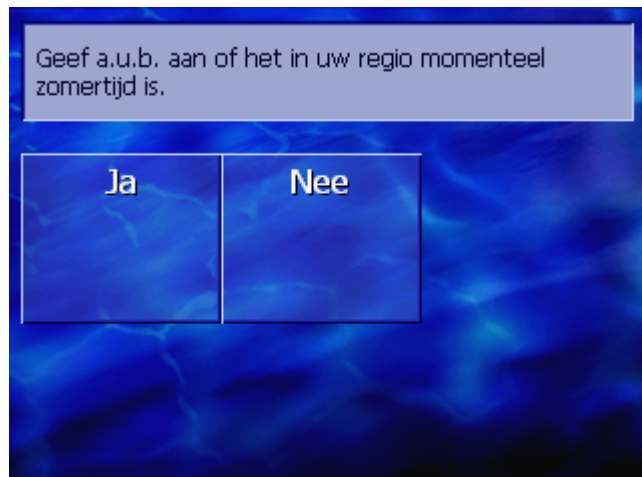 Geef a.u.b. aan of het in uw regio momenteel
zomertijd is.
Ja
Nee